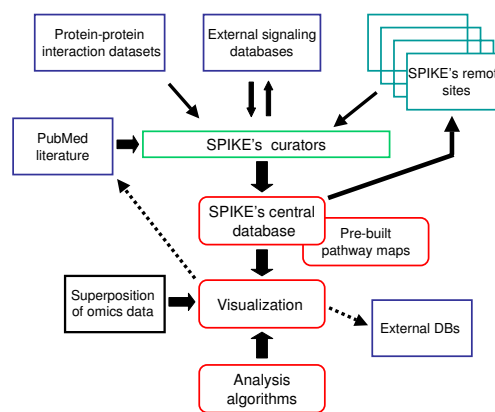 Protein-protein
interaction datasets
External signaling
databases
SPIKE's remote
sites
PubMed
literature
SPIKE's curators
SPIKE's central
database
Pre-built
pathway maps
Superposition
of omics data
Visualization
External DBs
Analysis
algorithms